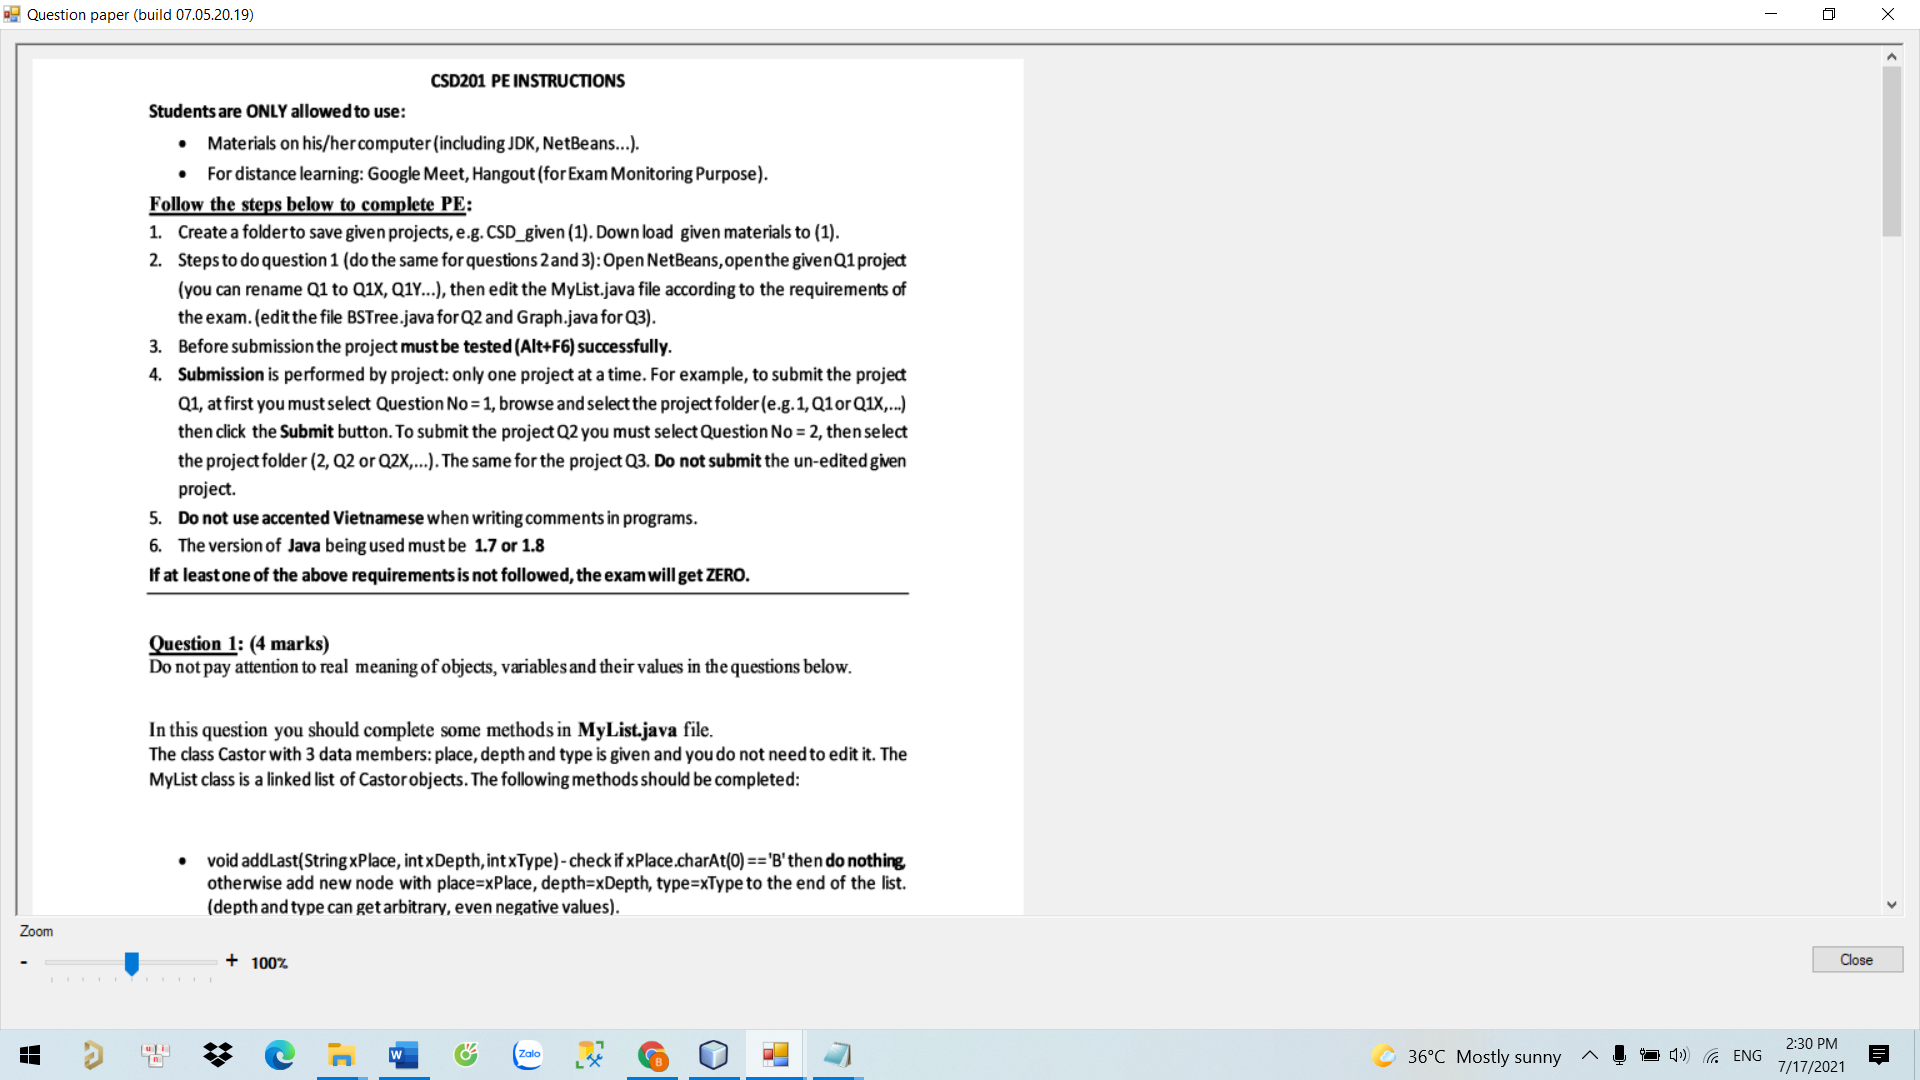 Question paper (build 07.05.20.19)
CSD201 PE INSTRUCTIONS
Students are ONLY allowed to use:
• Materials on his/her computer (including JDK, NetBeans...).
• For distance learning: Google Meet, Hangout (for Exam Monitoring Purpose).
Follow the steps below to complete PE:
1. Create a folder to save given projects, e.g. CSD_given (1). Down load given materials to (1).
2. Steps to do question 1 (do the same for questions 2 and 3): Open NetBeans, open the given Q1 project
(you can rename Q1 to Q1X, Q1Y...), then edit the MyList.java file according to the requirements of
the exam. (edit the file BSTree.java for Q2 and Graph.java for Q3).
3. Before submission the project must be tested (Alt+F6) successfully.
4. Submission is performed by project: only one project at a time. For example, to submit the project
Q1, at first you must select Question No = 1, browse and select the project folder (e.g. 1, Q1 or Q1X,...)
then click the Submit button. To submit the project Q2 you must select Question No = 2, then select
the project folder (2, Q2 or Q2X,...). The same for the project Q3. Do not submit the un-edited given
project.
5. Do not use accented Vietnamese when writing comments in programs.
6. The version of Java being used must be 1.7 or 1.8
If at least one of the above requirements is not followed, the exam will get ZERO.
Question 1: (4 marks)
Do not pay attention to real meaning of objects, variables and their values in the questions below.
In this question you should complete some methods in MyList.java file.
The class Castor with 3 data members: place, depth and type is given and you do not need to edit it. The
MyList class is a linked list of Castor objects. The following methods should be completed:
• void addLast(String xPlace, int xDepth, int xType) - check if xPlace.charAt(0) == 'B' then do nothing,
otherwise add new node with place=xPlace, depth=xDepth, type=xType to the end of the list.
(depth and type can get arbitrary, even negative values).
Zoom
- + 100%
Close
W
Zalo
B
36°C Mostly sunny
ENG
2:30 PM
7/17/2021